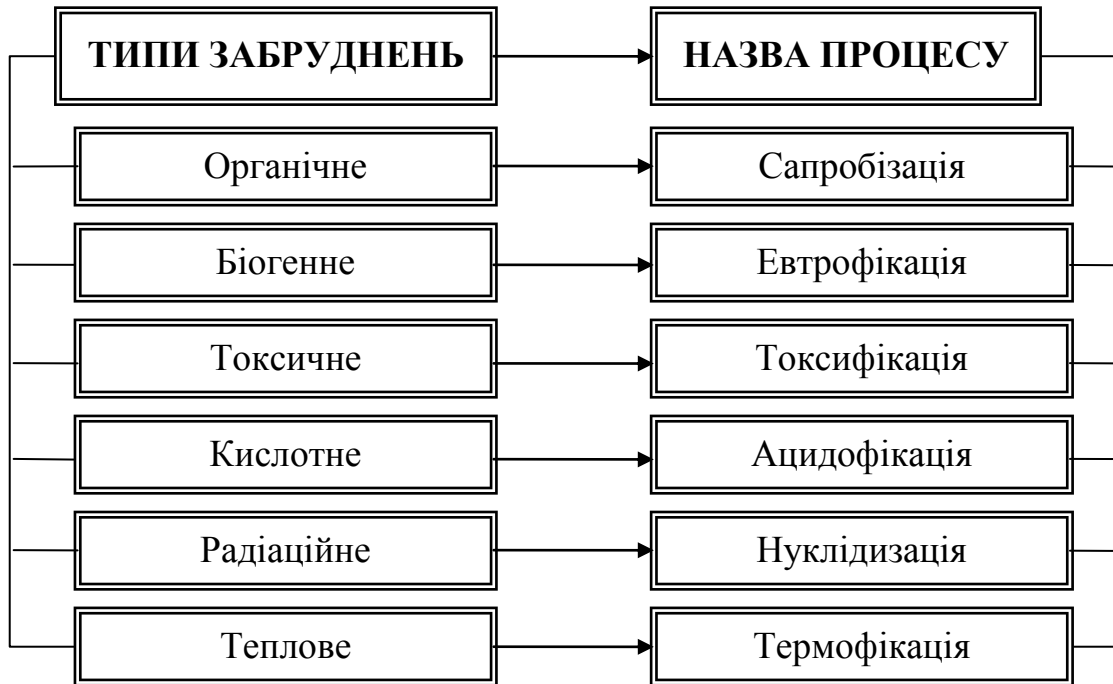 ТИПИ ЗАБРУДНЕНЬ
НАЗВА ПРОЦЕСУ
Органічне
Сапробізація
Біогенне
Евтрофікація
Токсичне
Токсифікація
Кислотне
Ацидофікація
Радіаційне
Нуклідизація
Теплове
Термофікація